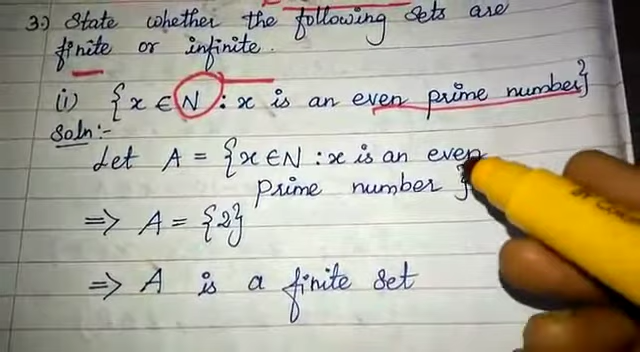 3.) State whether the following sets are
finite or infinite.
(i) {x ∈ N : x is an even prime number}
Soln:-
Let A = {x ∈ N : x is an even
prime number}
=> A = {2}
=> A is a finite set